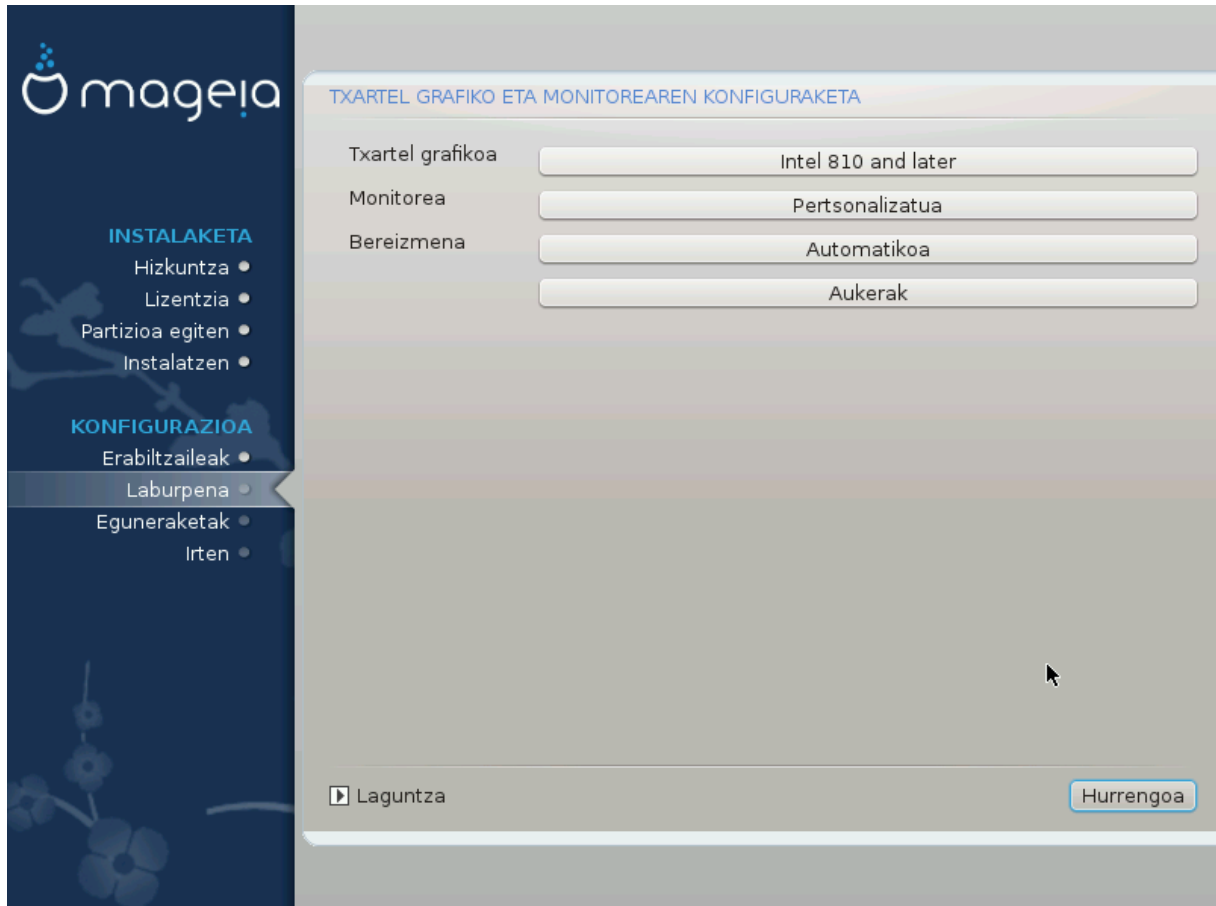 mageia
INSTALAKETA
Hizkuntza
Lizentzia
Partizioa egiten
Instalatzen
KONFIGURAZIOA
Erabiltzaileak
Laburpena
Eguneraketak
Irten
TXARTEL GRAFIKO ETA MONITOREAREN KONFIGURAKETA
Txartel grafikoa Intel 810 and later
Monitorea Pertsonalizatua
Bereizmena Automatikoa
Aukerak
Laguntza Hurrengoa